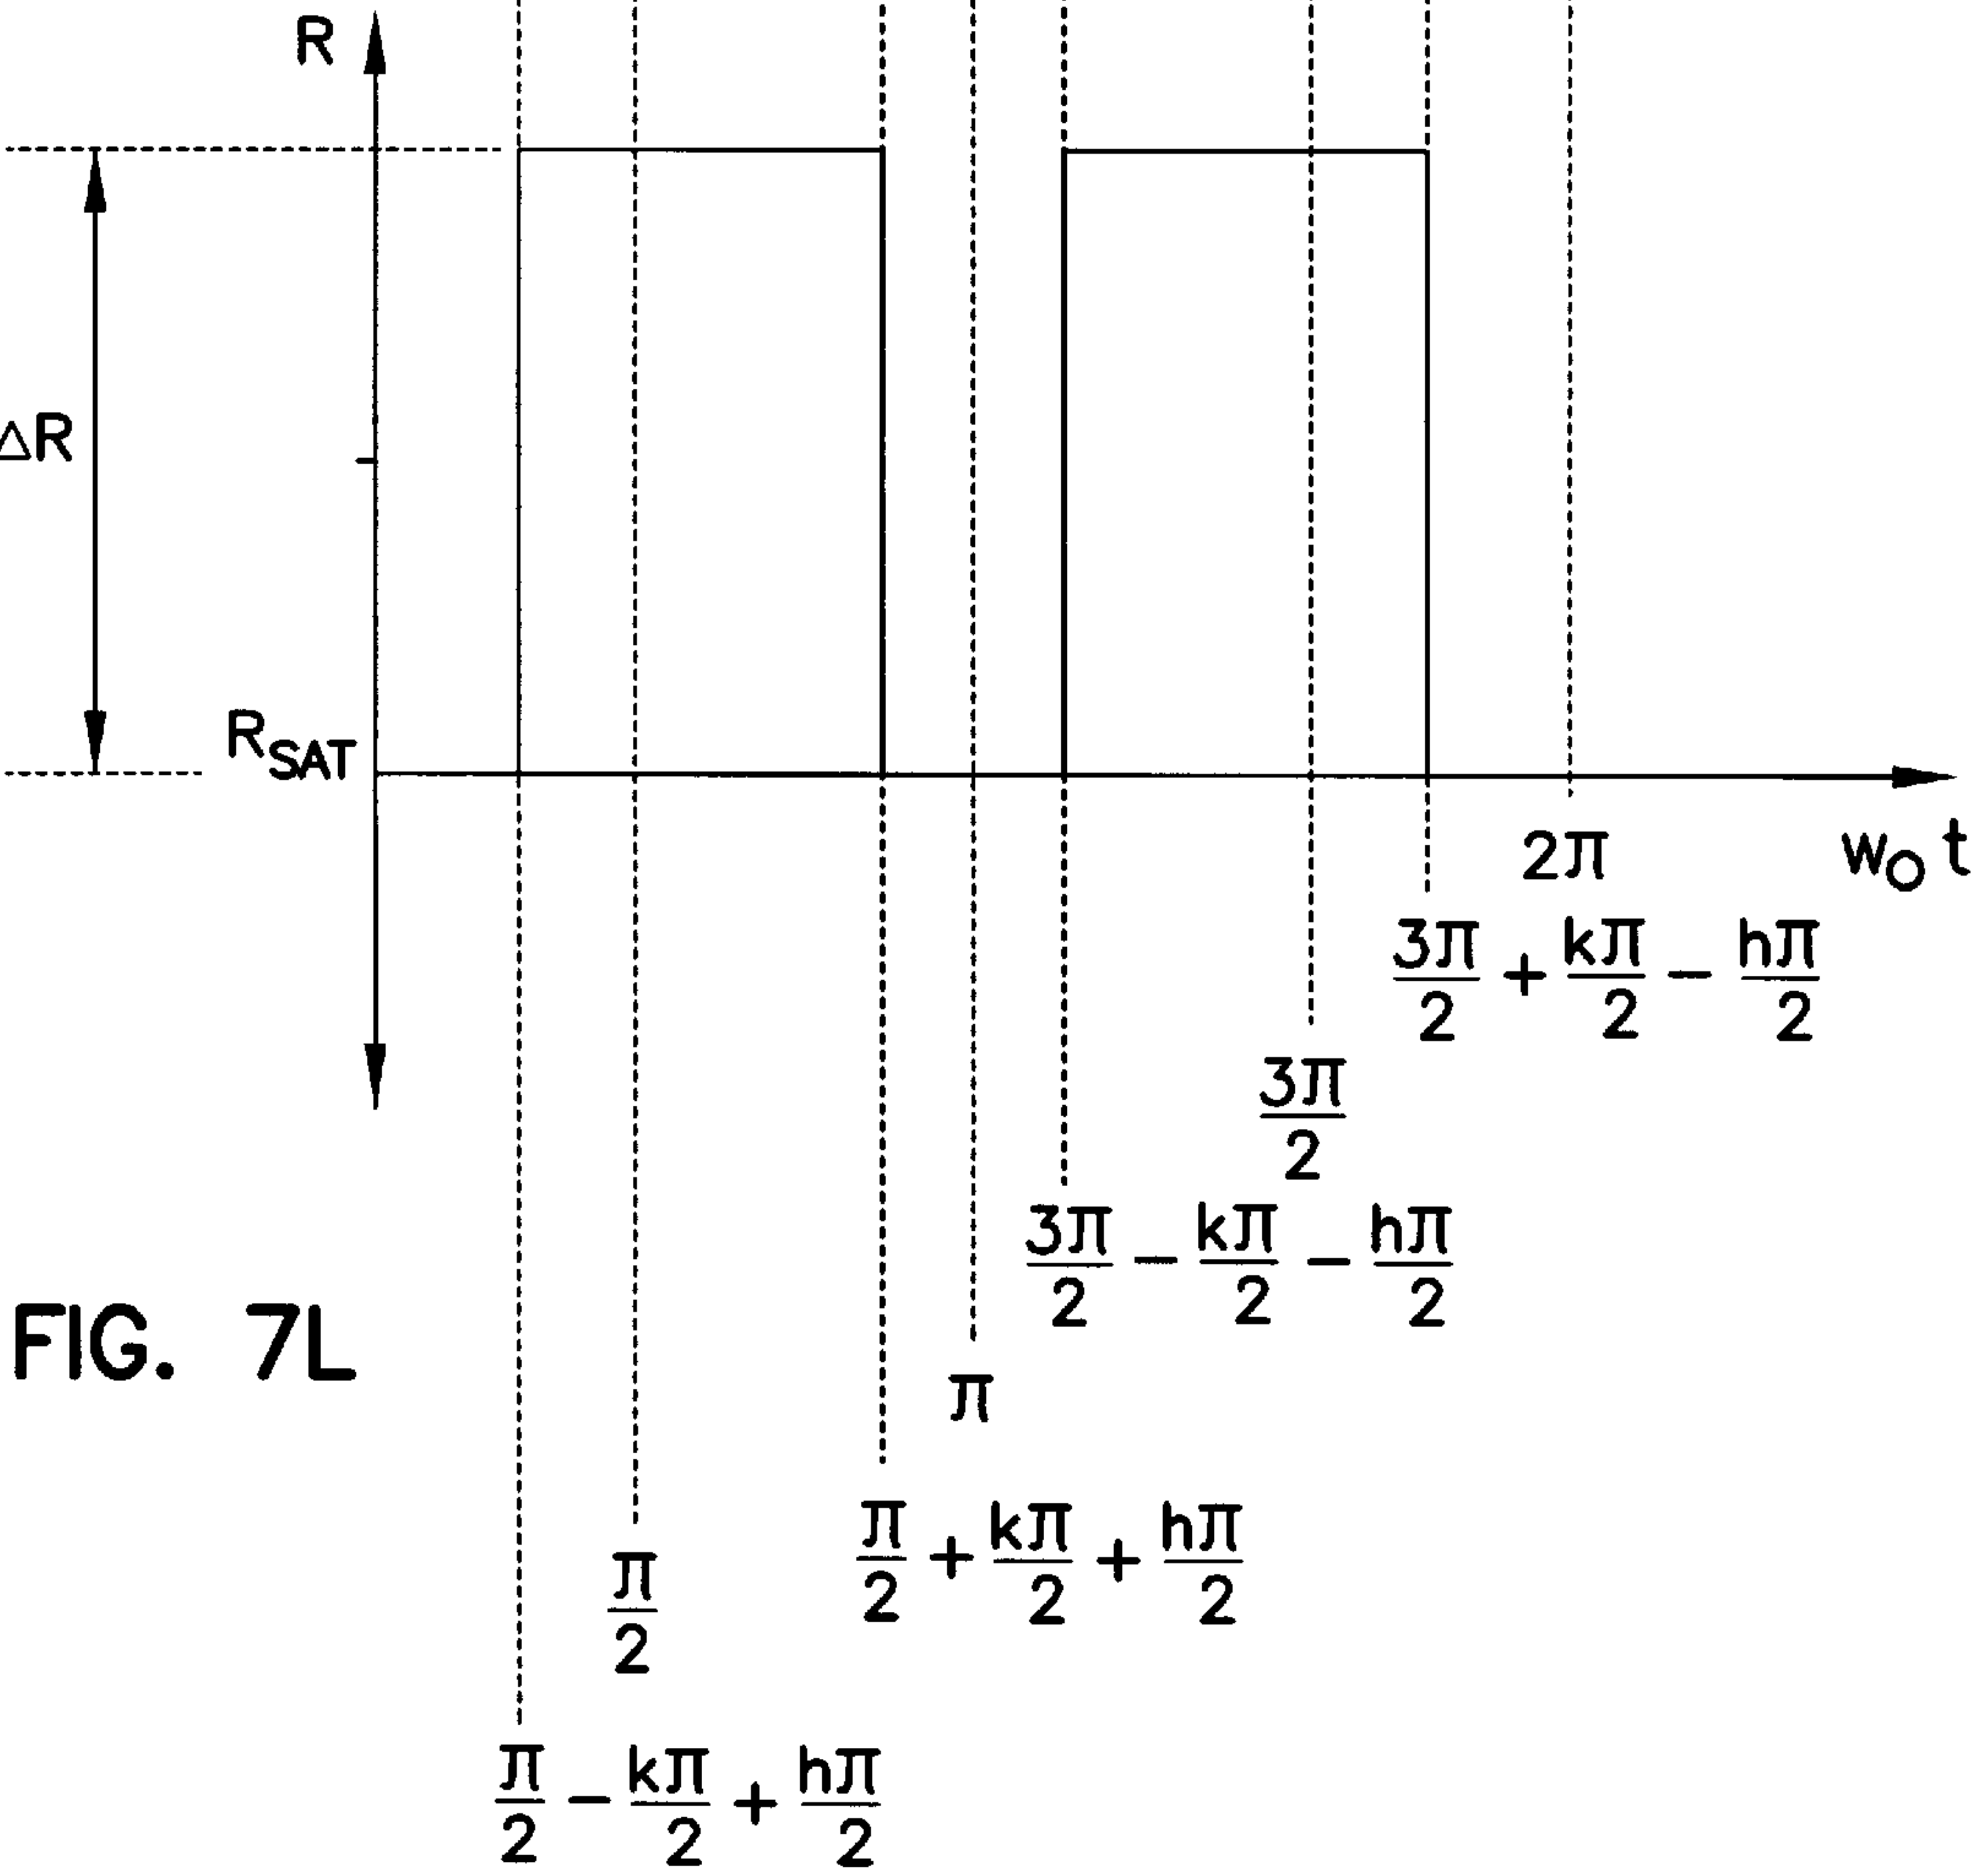 R
ΔR
R_SAT
2π
w_o t
3π/2 + kπ/2 - hπ/2
3π/2
3π/2 - kπ/2 - hπ/2
FIG. 7L
π
π/2 + kπ/2 + hπ/2
π/2
π/2 - kπ/2 + hπ/2